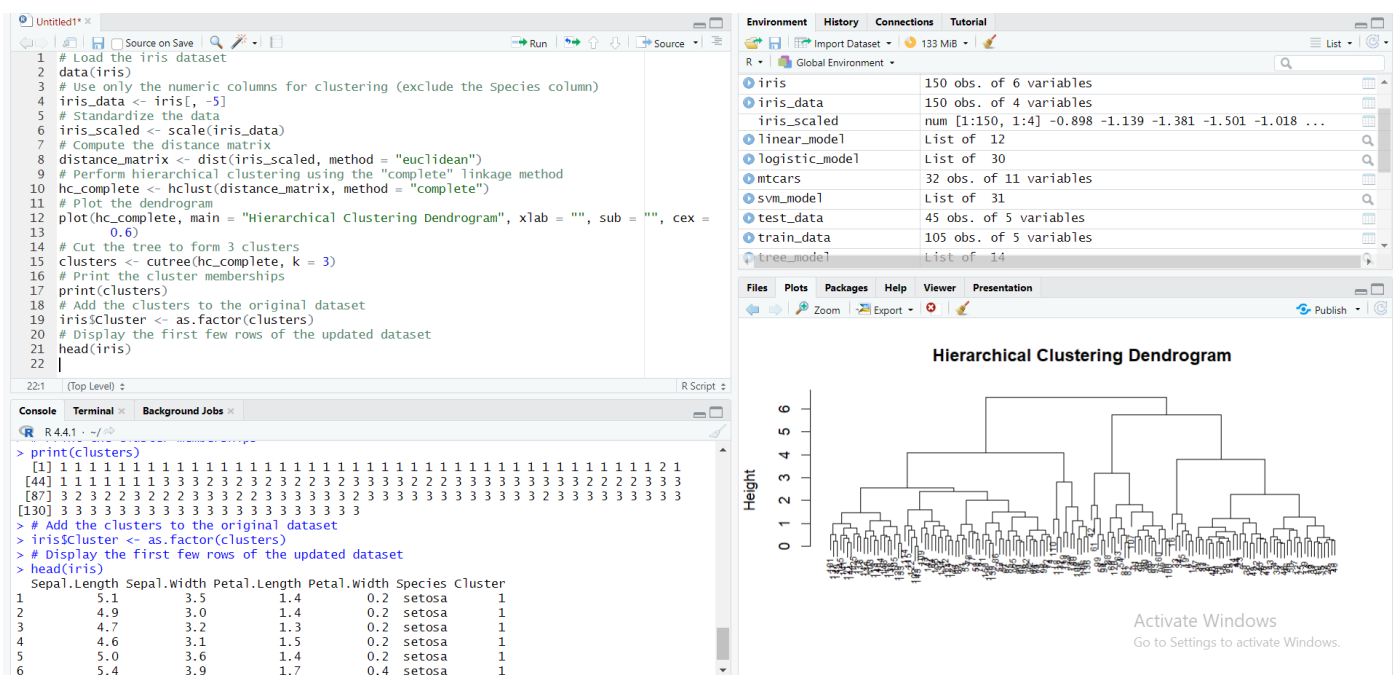 Untitled1*
Source on Save
Run
Source
1 # Load the iris dataset
2 data(iris)
3 # Use only the numeric columns for clustering (exclude the Species column)
4 iris_data <- iris[, -5]
5 # Standardize the data
6 iris_scaled <- scale(iris_data)
7 # Compute the distance matrix
8 distance_matrix <- dist(iris_scaled, method = "euclidean")
9 # Perform hierarchical clustering using the "complete" linkage method
10 hc_complete <- hclust(distance_matrix, method = "complete")
11 # Plot the dendrogram
12 plot(hc_complete, main = "Hierarchical Clustering Dendrogram", xlab = "", sub = "", cex =
13 0.6)
14 # Cut the tree to form 3 clusters
15 clusters <- cutree(hc_complete, k = 3)
16 # Print the cluster memberships
17 print(clusters)
18 # Add the clusters to the original dataset
19 iris$Cluster <- as.factor(clusters)
20 # Display the first few rows of the updated dataset
21 head(iris)
22
22:1 (Top Level) R Script
Console Terminal Background Jobs
R 4.4.1 · ~/
> print(clusters)
[1] 1 1 1 1 1 1 1 1 1 1 1 1 1 1 1 1 1 1 1 1 1 1 1 1 1 1 1 1 1 1 1 1 1 1 1 1 1 1 1 1 1 2 1
[44] 1 1 1 1 1 1 1 3 3 3 2 3 2 3 2 3 2 2 3 2 3 3 3 3 2 2 2 3 3 3 3 3 3 3 3 2 2 2 2 3 3 3
[87] 3 2 3 2 2 3 2 2 2 3 3 3 2 3 3 3 3 3 3 2 3 3 3 3 3 3 3 3 3 3 3 3 3 2 3 3 3 3 3 3 3 3 3
[130] 3 3 3 3 3 3 3 3 3 3 3 3 3 3 3 3 3 3 3 3 3
> # Add the clusters to the original dataset
> iris$Cluster <- as.factor(clusters)
> # Display the first few rows of the updated dataset
> head(iris)
Sepal.Length Sepal.Width Petal.Length Petal.Width Species Cluster
1 5.1 3.5 1.4 0.2 setosa 1
2 4.9 3.0 1.4 0.2 setosa 1
3 4.7 3.2 1.3 0.2 setosa 1
4 4.6 3.1 1.5 0.2 setosa 1
5 5.0 3.6 1.4 0.2 setosa 1
6 5.4 3.9 1.7 0.4 setosa 1
Environment History Connections Tutorial
Import Dataset 133 MiB List
R Global Environment
iris 150 obs. of 6 variables
iris_data 150 obs. of 4 variables
iris_scaled num [1:150, 1:4] -0.898 -1.139 -1.381 -1.501 -1.018 ...
linear_model List of 12
logistic_model List of 30
mtcars 32 obs. of 11 variables
svm_model List of 31
test_data 45 obs. of 5 variables
train_data 105 obs. of 5 variables
tree_model List of 14
Files Plots Packages Help Viewer Presentation
Zoom Export Publish
Hierarchical Clustering Dendrogram
Height
6
5
4
3
2
1
0
Activate Windows
Go to Settings to activate Windows.